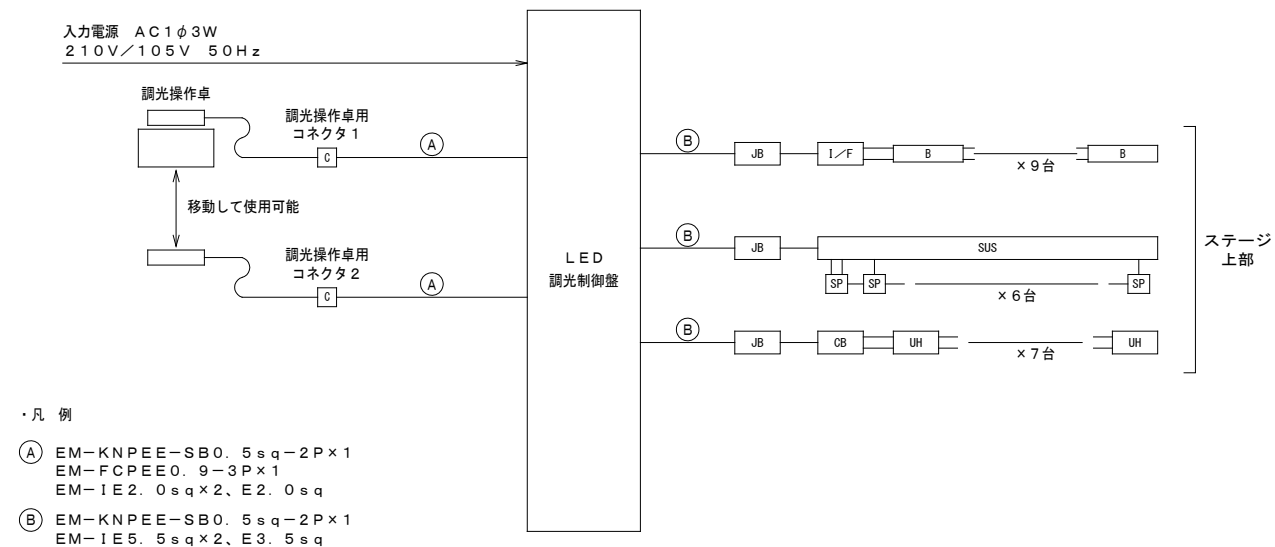 入力電源　AC1φ3W
210V／105V　50Hz
調光操作卓
調光操作卓用
コネクタ1
C
A
移動して使用可能
調光操作卓用
コネクタ2
C
A
LED
調光制御盤
B
JB
I／F
B
×9台
B
B
JB
SUS
SP
SP
×6台
SP
B
JB
CB
UH
×7台
UH
ステージ
上部
・凡　例
A　EM－KNPEE－SB0．5sq－2P×1
EM－FCPEE0．9－3P×1
EM－IE2．0sq×2、E2．0sq
B　EM－KNPEE－SB0．5sq－2P×1
EM－IE5．5sq×2、E3．5sq